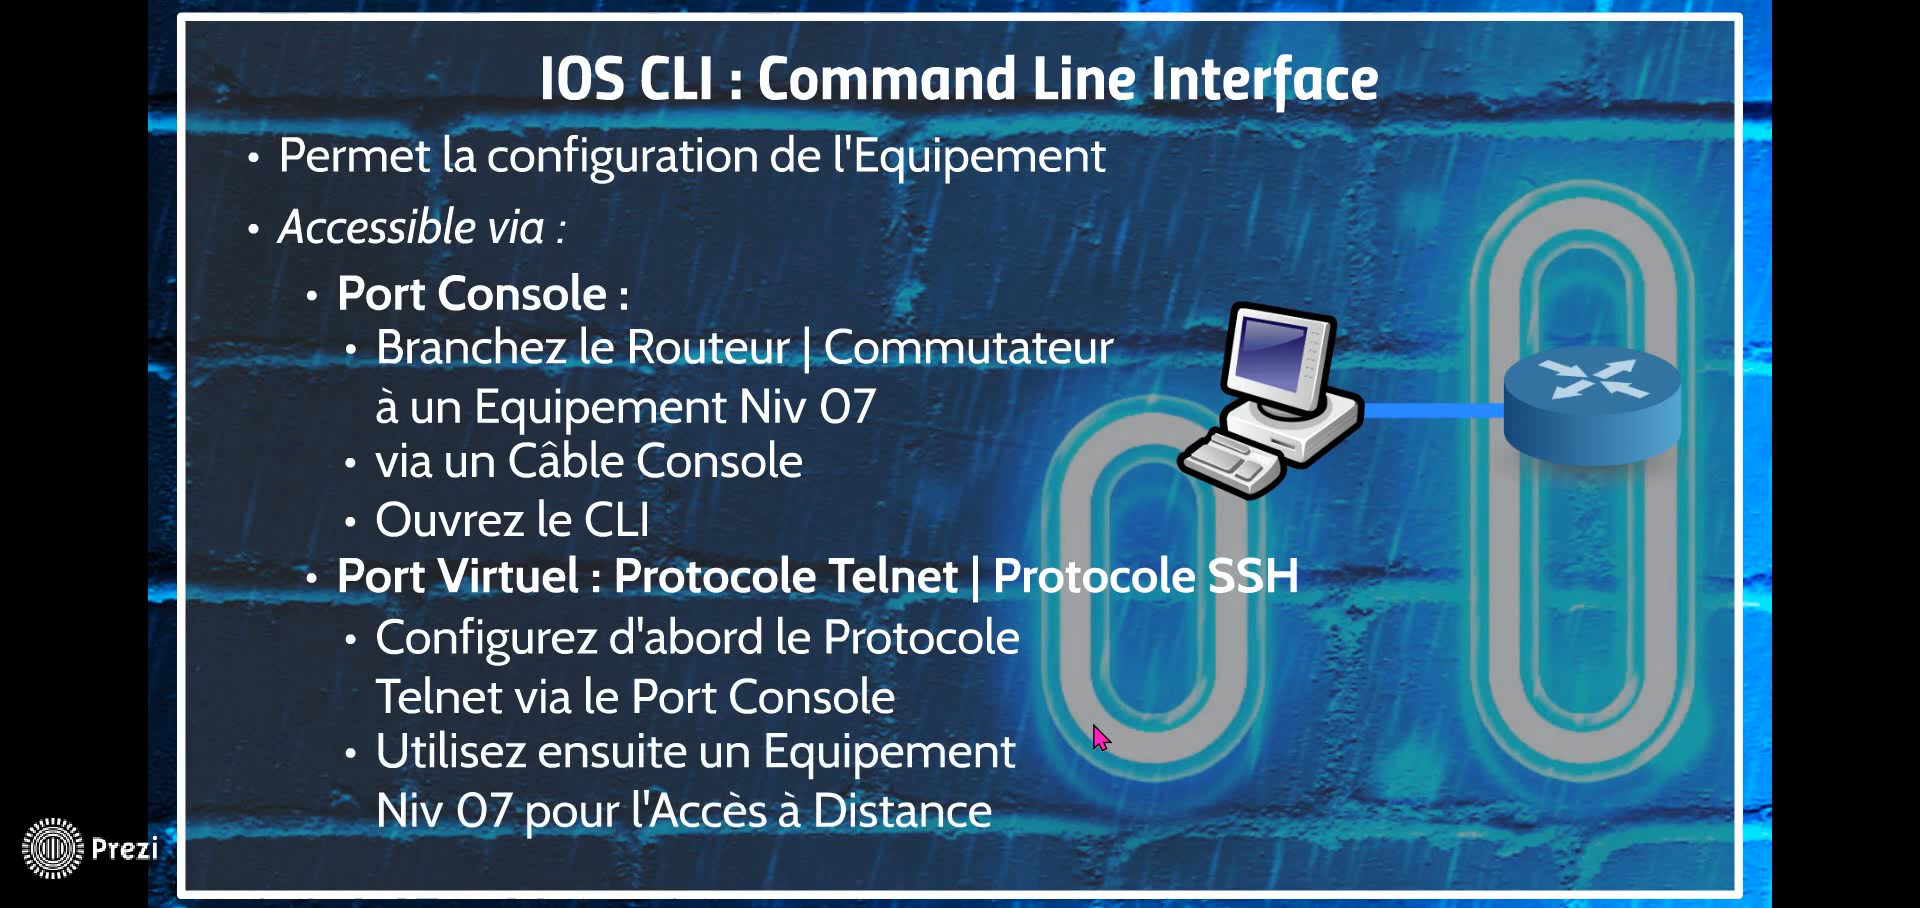 IOS CLI : Command Line Interface
• Permet la configuration de l'Equipement
• Accessible via :
• Port Console :
• Branchez le Routeur | Commutateur
à un Equipement Niv 07
• via un Câble Console
• Ouvrez le CLI
• Port Virtuel : Protocole Telnet | Protocole SSH
• Configurez d'abord le Protocole
Telnet via le Port Console
• Utilisez ensuite un Equipement
Niv 07 pour l'Accès à Distance
Prezi